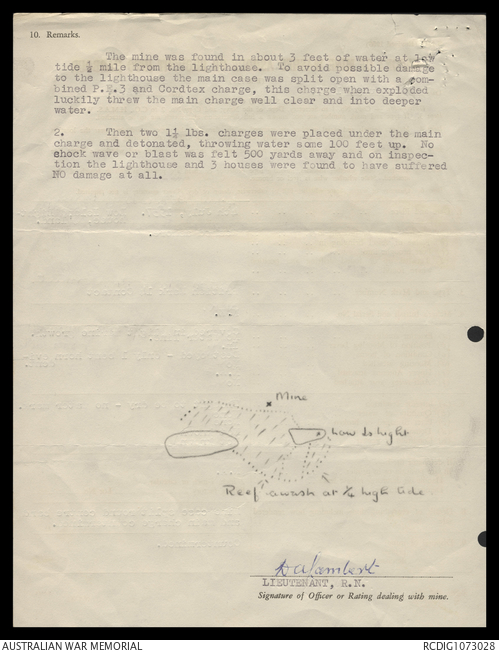 10. Remarks.
The mine was found in about 3 feet of water at low
tide ½ mile from the lighthouse. To avoid possible damage
to the lighthouse the main case was split open with a com-
bined P.E.3 and Cordtex charge, this charge when exploded
luckily threw the main charge well clear and into deeper
water.
2. Then two 1½ lbs. charges were placed under the main
charge and detonated, throwing water some 100 feet up. No
shock wave or blast was felt 500 yards away and on inspec-
tion the lighthouse and 3 houses were found to have suffered
NO damage at all.
Mine
Low Is Light
Reef awash at ¼ high tide
Lambert
LIEUTENANT, R.N.
Signature of Officer or Rating dealing with mine.
AUSTRALIAN WAR MEMORIAL
RCDIG1073028